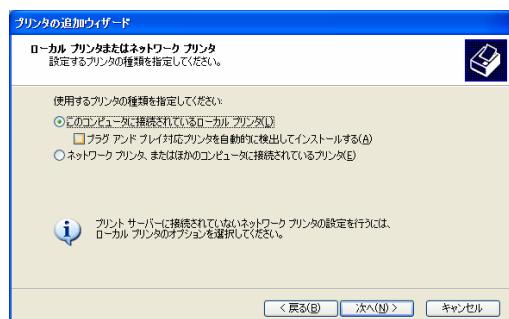 プリンタの追加ウィザード
ローカル プリンタまたはネットワーク プリンタ
設定するプリンタの種類を指定してください。
使用するプリンタの種類を指定してください:
このコンピュータに接続されているローカル プリンタ(L)
プラグ アンド プレイ対応プリンタを自動的に検出してインストールする(A)
ネットワーク プリンタ、またはほかのコンピュータに接続されているプリンタ(E)
プリント サーバーに接続されていないネットワーク プリンタの設定を行うには、
ローカル プリンタのオプションを選択してください。
< 戻る(B) 次へ(N) > キャンセル